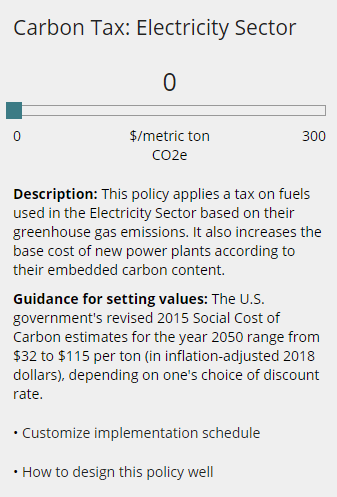 Carbon Tax: Electricity Sector
0
0 $/metric ton CO2e 300
Description: This policy applies a tax on fuels
used in the Electricity Sector based on their
greenhouse gas emissions. It also increases the
base cost of new power plants according to
their embedded carbon content.
Guidance for setting values: The U.S.
government's revised 2015 Social Cost of
Carbon estimates for the year 2050 range from
$32 to $115 per ton (in inflation-adjusted 2018
dollars), depending on one's choice of discount
rate.
• Customize implementation schedule
• How to design this policy well